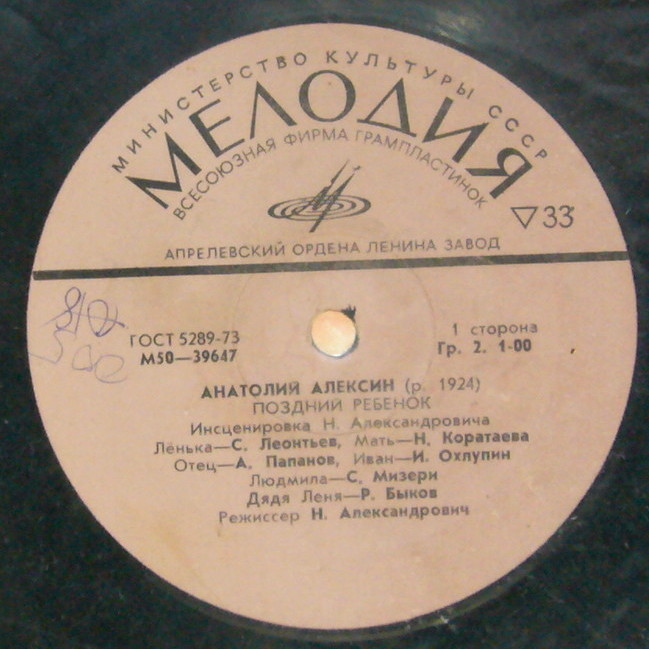 МИНИСТЕРСТВО КУЛЬТУРЫ СССР
МЕЛОДИЯ
ВСЕСОЮЗНАЯ ФИРМА ГРАМПЛАСТИНОК
▽33
АПРЕЛЕВСКИЙ ОРДЕНА ЛЕНИНА ЗАВОД
ГОСТ 5289-73
М50—39647
1 сторона
Гр. 2. 1-00
АНАТОЛИЙ АЛЕКСИН (р. 1924)
ПОЗДНИЙ РЕБЕНОК
Инсценировка Н. Александровича
Лёнька—С. Леонтьев, Мать—Н. Коратаева
Отец—А. Папанов, Иван—И. Охлупин
Людмила—С. Мизери
Дядя Леня—Р. Быков
Режиссер Н. Александрович